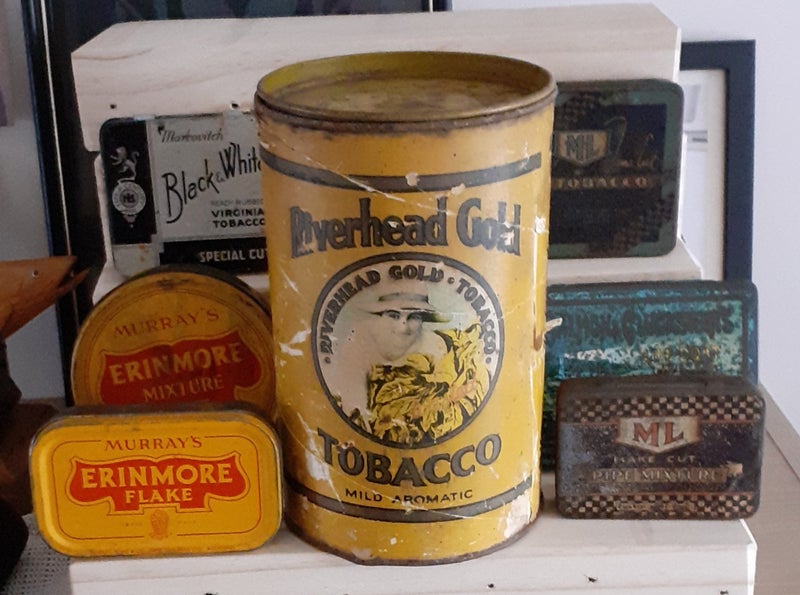 Markovitch
Black & White
READY RUBBED
VIRGINIA
TOBACCO
SPECIAL CUT
MURRAY'S
ERINMORE
MIXTURE
MURRAY'S
ERINMORE
FLAKE
Riverhead Gold
RIVERHEAD GOLD · TOBACCO
TOBACCO
MILD AROMATIC
ML
TOBACCO
ML
FLAKE CUT
PIPE MIXTURE